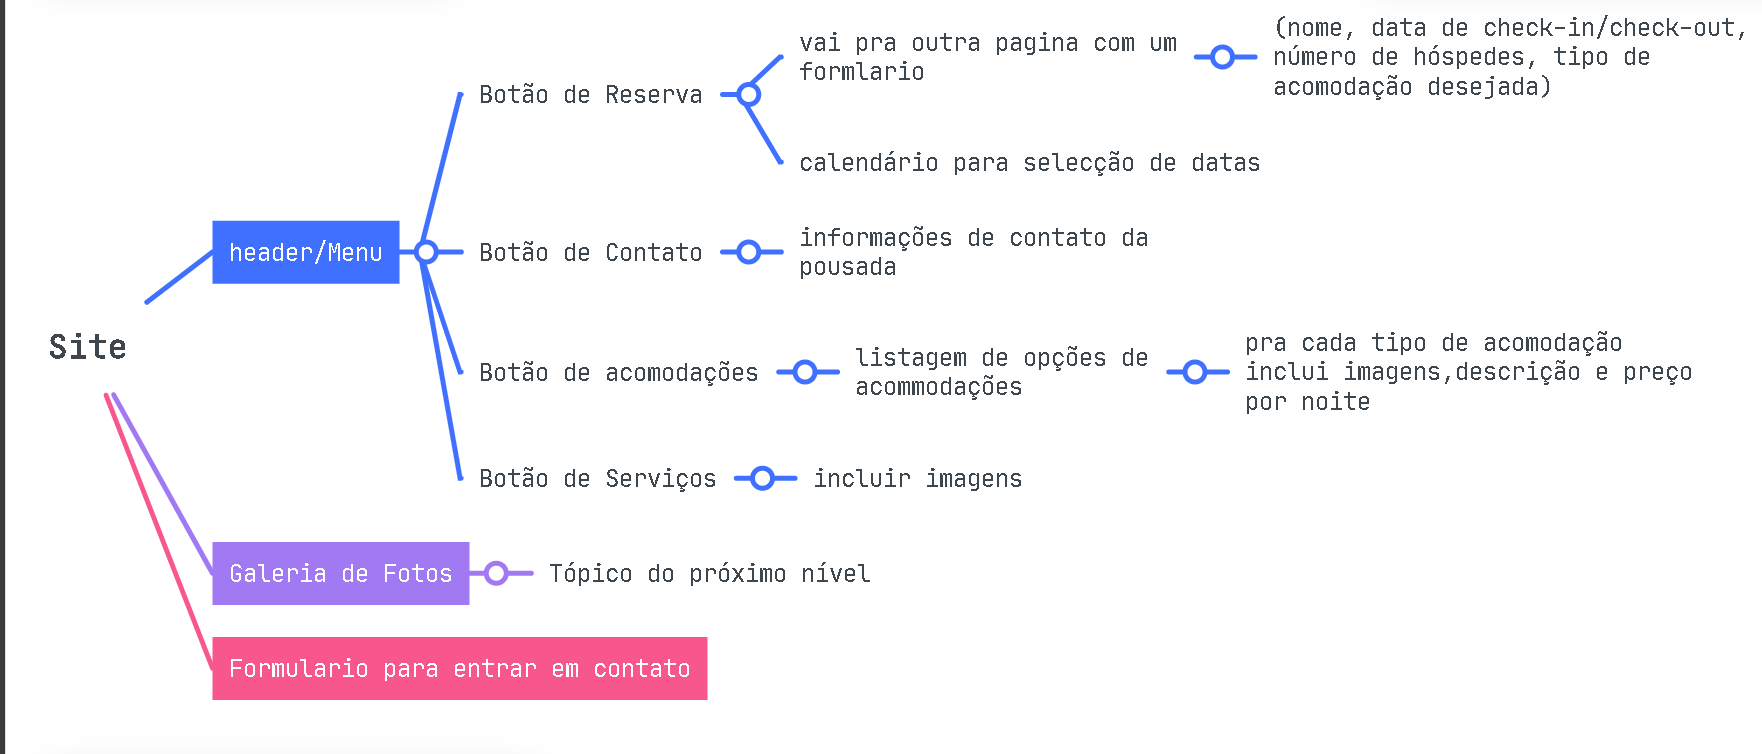 Site
header/Menu
Botão de Reserva
vai pra outra pagina com um
formlario
(nome, data de check-in/check-out,
número de hóspedes, tipo de
acomodação desejada)
calendário para selecção de datas
Botão de Contato
informações de contato da
pousada
Botão de acomodações
listagem de opções de
acommodações
pra cada tipo de acomodação
inclui imagens,descrição e preço
por noite
Botão de Serviços
incluir imagens
Galeria de Fotos
Tópico do próximo nível
Formulario para entrar em contato